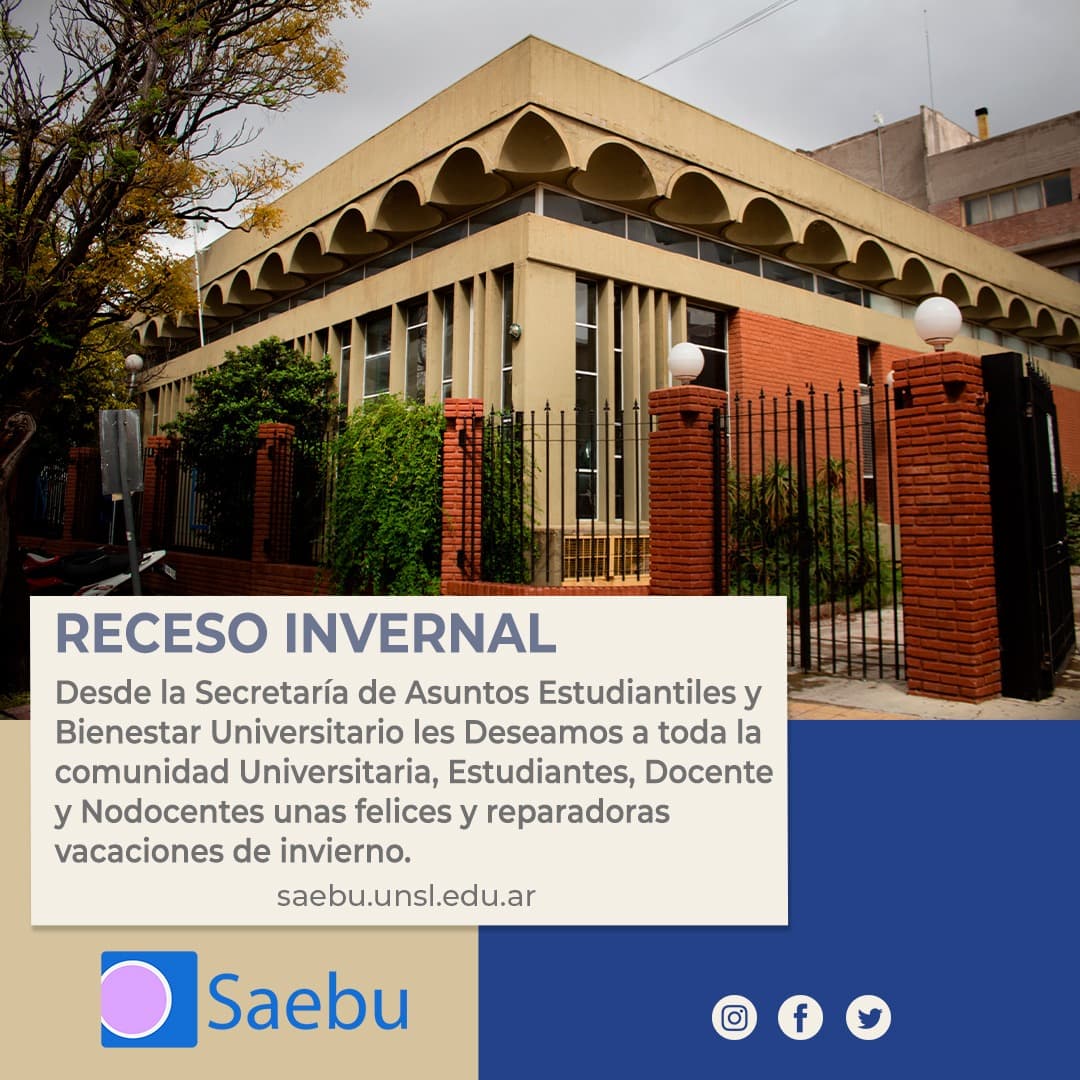 RECESO INVERNAL
Desde la Secretaría de Asuntos Estudiantiles y
Bienestar Universitario les Deseamos a toda la
comunidad Universitaria, Estudiantes, Docente
y Nodocentes unas felices y reparadoras
vacaciones de invierno.
saebu.unsl.edu.ar
Saebu